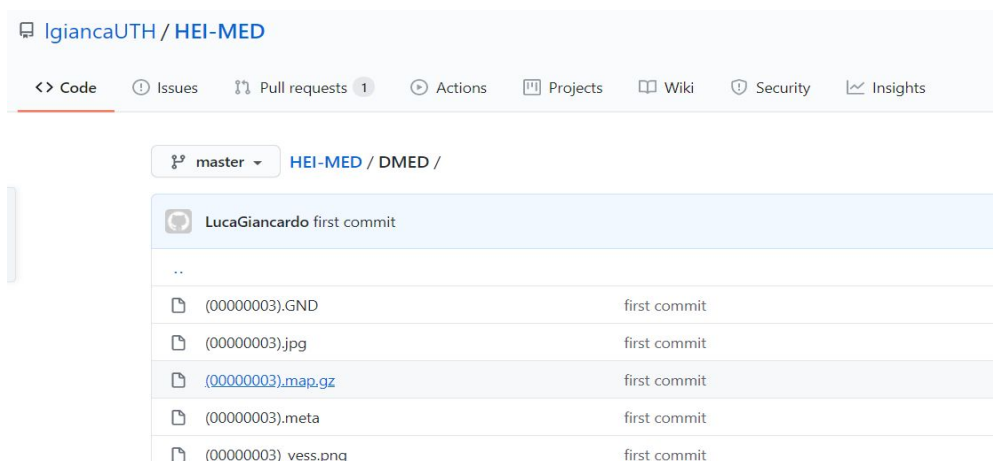 lgiancaUTH / HEI-MED
<> Code Issues Pull requests 1 Actions Projects Wiki Security Insights
master HEI-MED / DMED /
LucaGiancardo first commit
..
(00000003).GND first commit
(00000003).jpg first commit
(00000003).map.gz first commit
(00000003).meta first commit
(00000003)_vess.png first commit